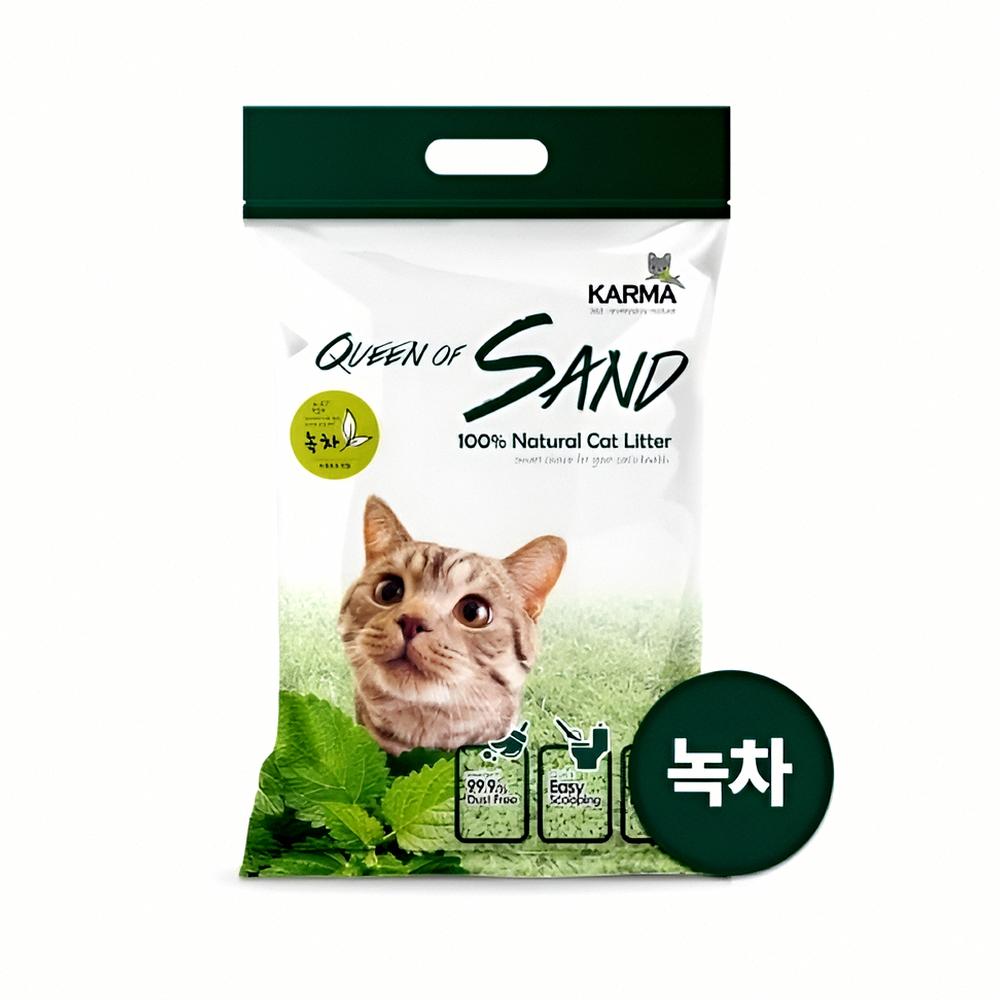 KARMA
QUEEN OF SAND
100% Natural Cat Litter
녹차
99.9%
Dust Free
Easy
Scooping
녹차